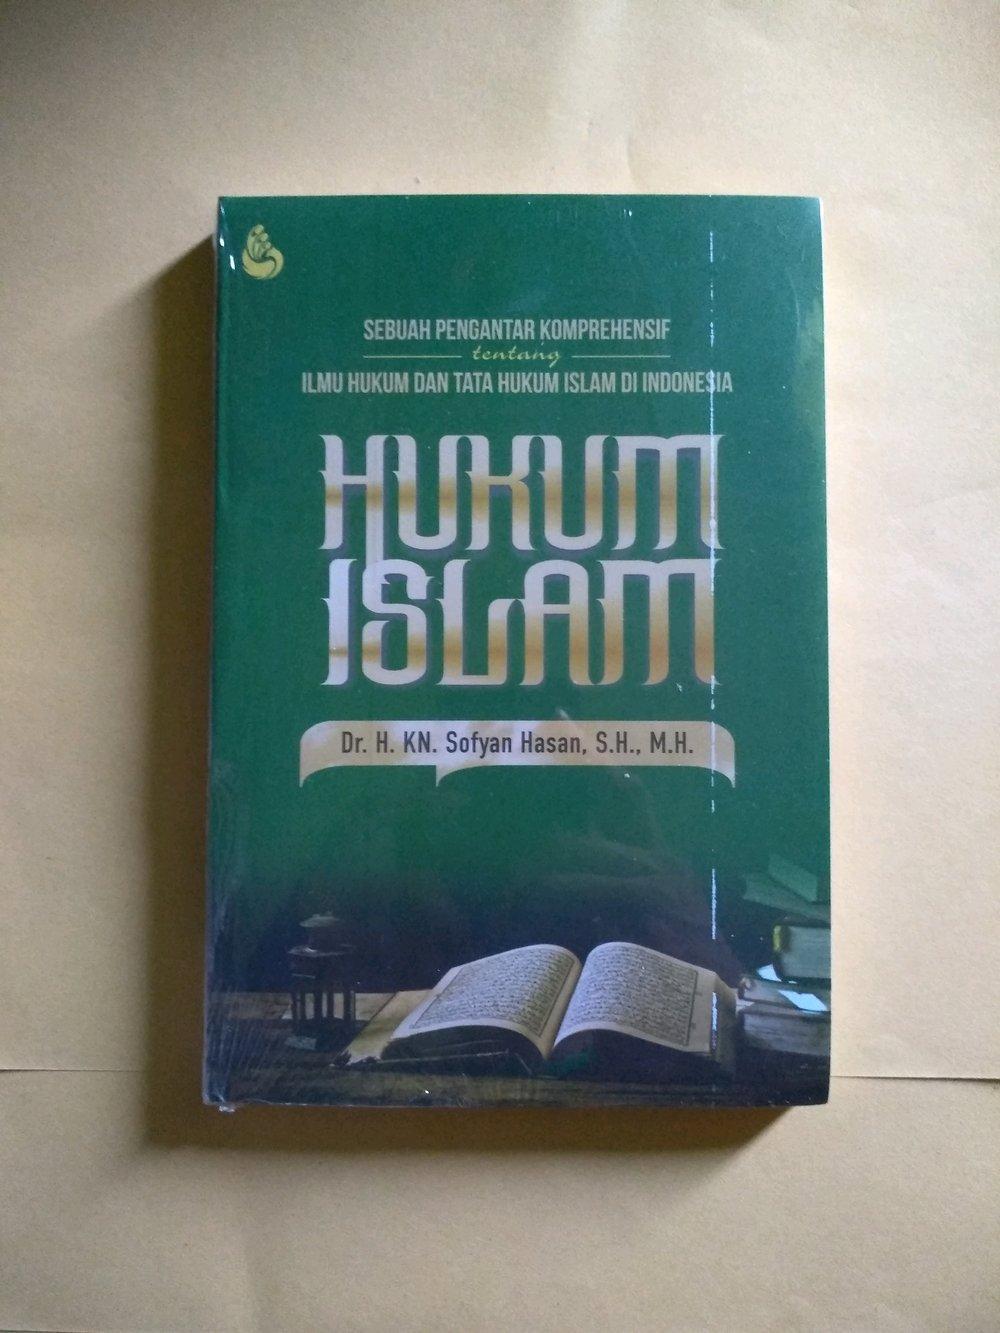 SEBUAH PENGANTAR KOMPREHENSIF
tentang
ILMU HUKUM DAN TATA HUKUM ISLAM DI INDONESIA
HUKUM
ISLAM
Dr. H. KN. Sofyan Hasan, S.H., M.H.